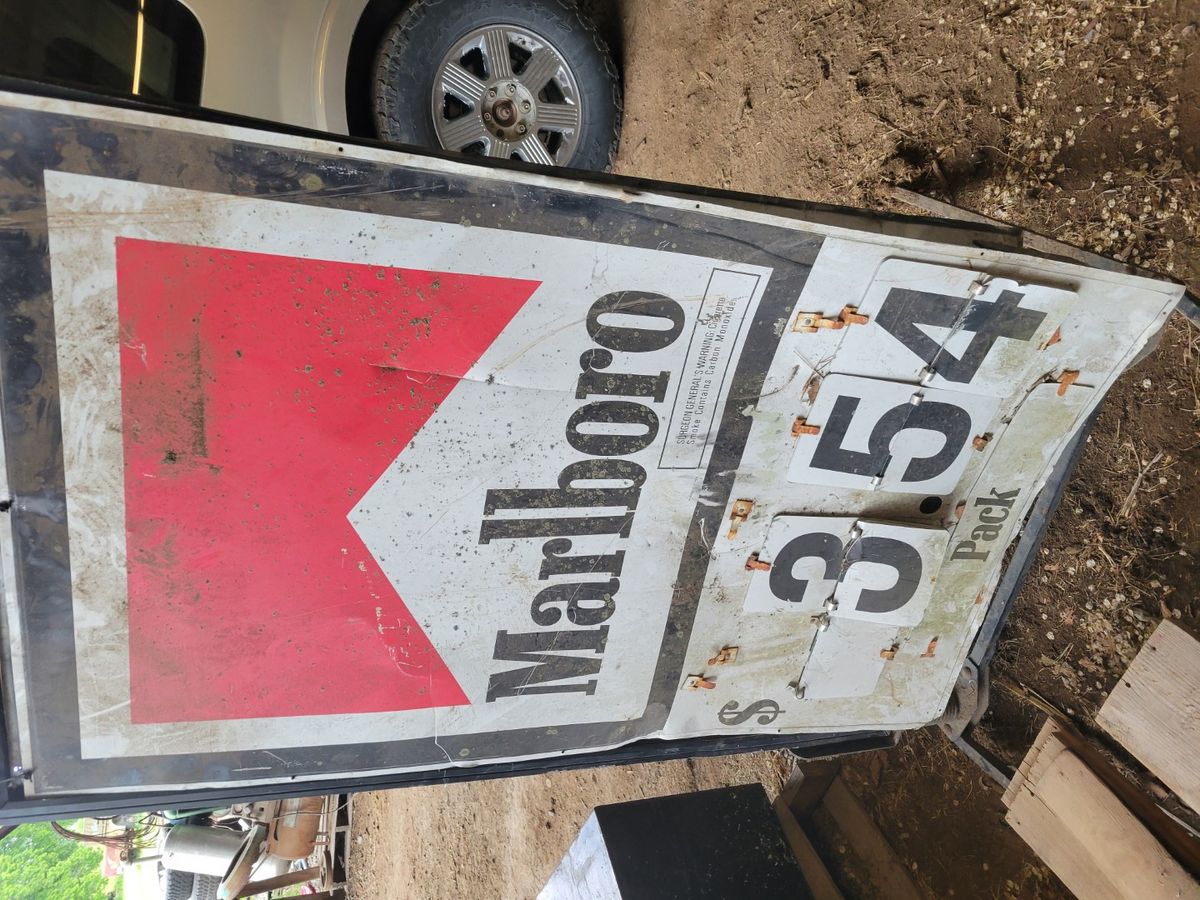 Marlboro
SURGEON GENERAL'S WARNING: Cigarette
Smoke Contains Carbon Monoxide.
$ 3.54
Pack